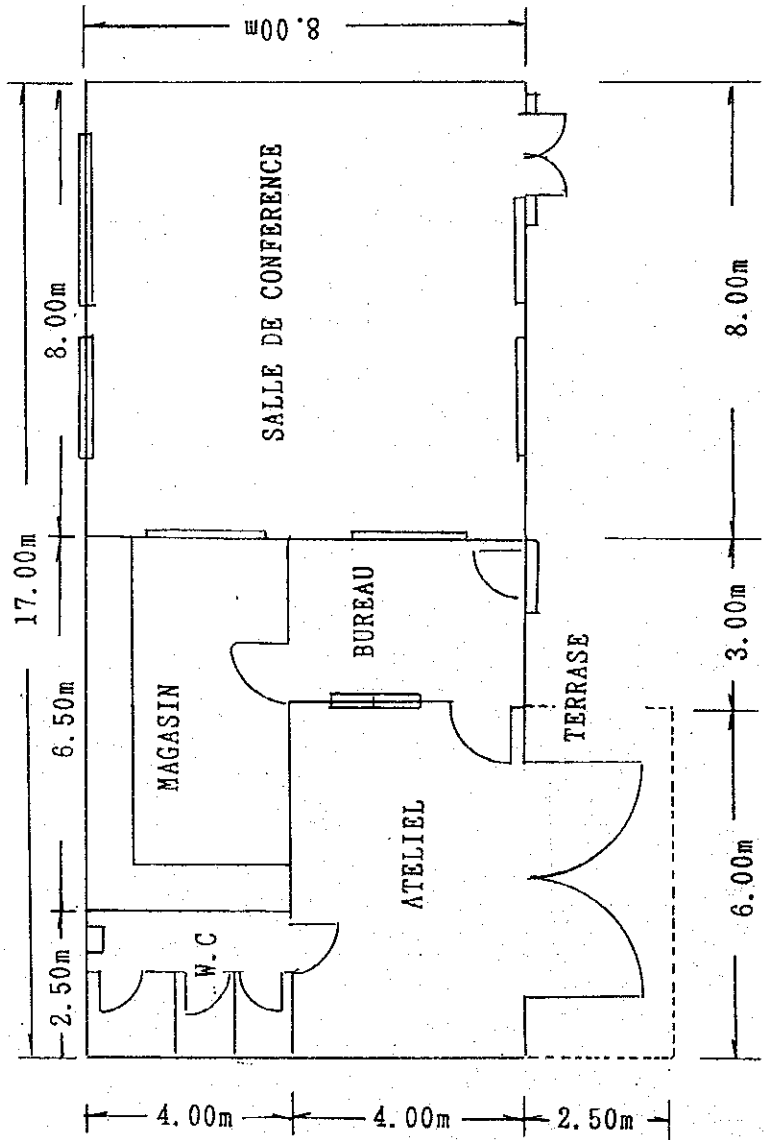 8.00m
17.00m
2.50m
6.50m
8.00m
W.C
MAGASIN
SALLE DE CONFERENCE
ATELIEL
BUREAU
TERRASE
6.00m
3.00m
8.00m
4.00m
4.00m
2.50m